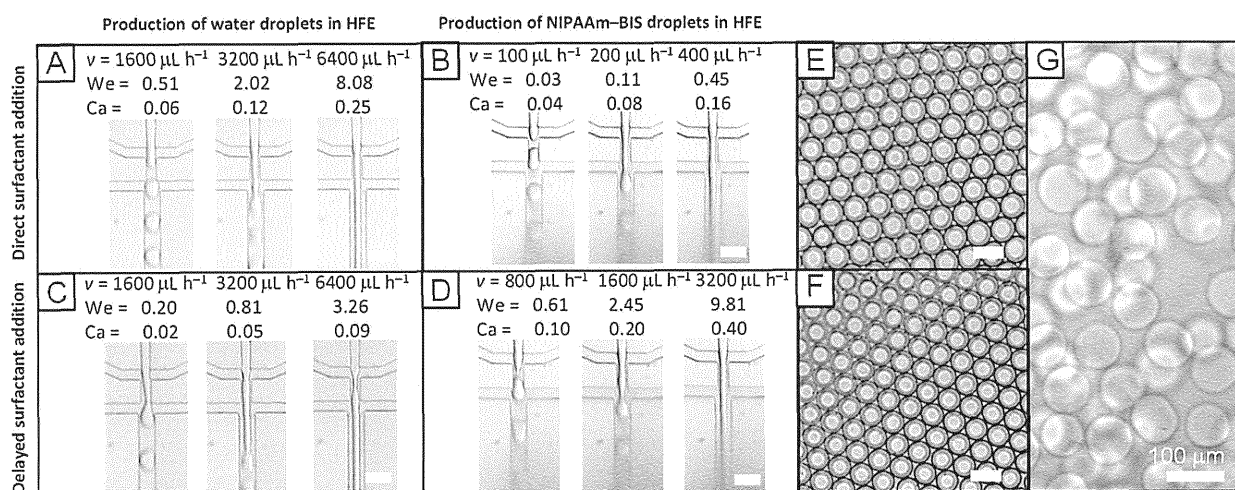 Production of water droplets in HFE
Production of NIPAAm–BIS droplets in HFE
Direct surfactant addition
A
v = 1600 µL h⁻¹ 3200 µL h⁻¹ 6400 µL h⁻¹
We = 0.51 2.02 8.08
Ca = 0.06 0.12 0.25
B
v = 100 µL h⁻¹ 200 µL h⁻¹ 400 µL h⁻¹
We = 0.03 0.11 0.45
Ca = 0.04 0.08 0.16
E
G
Delayed surfactant addition
C
v = 1600 µL h⁻¹ 3200 µL h⁻¹ 6400 µL h⁻¹
We = 0.20 0.81 3.26
Ca = 0.02 0.05 0.09
D
v = 800 µL h⁻¹ 1600 µL h⁻¹ 3200 µL h⁻¹
We = 0.61 2.45 9.81
Ca = 0.10 0.20 0.40
F
100 µm